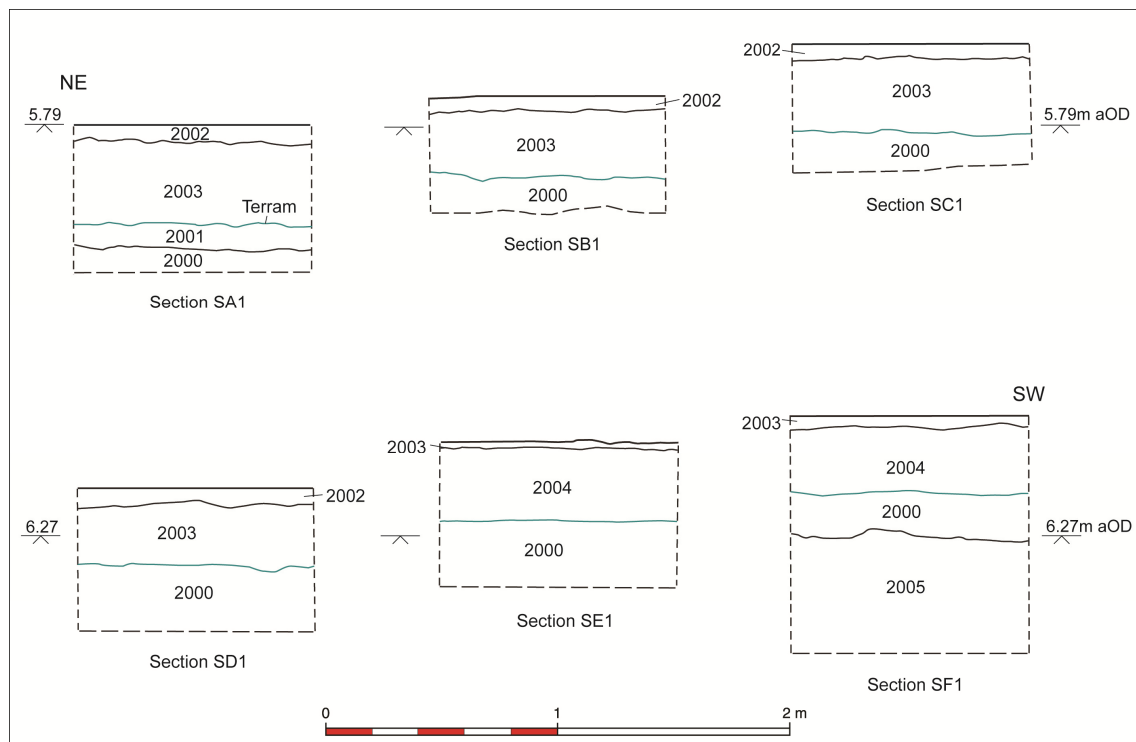 NE
5.79
2002
2003
Terram
2001
2000
Section SA1
2002
2003
2000
Section SB1
2002
2003
2000
5.79m aOD
Section SC1
6.27
2002
2003
2000
Section SD1
2003
2004
2000
Section SE1
SW
2003
2004
2000
6.27m aOD
2005
Section SF1
0 1 2 m